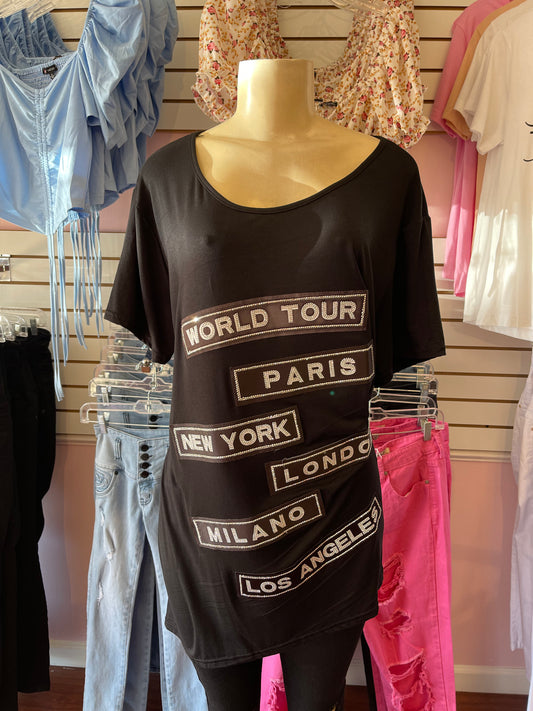 WORLD TOUR
PARIS
NEW YORK
LONDO
MILANO
LOS ANGELES